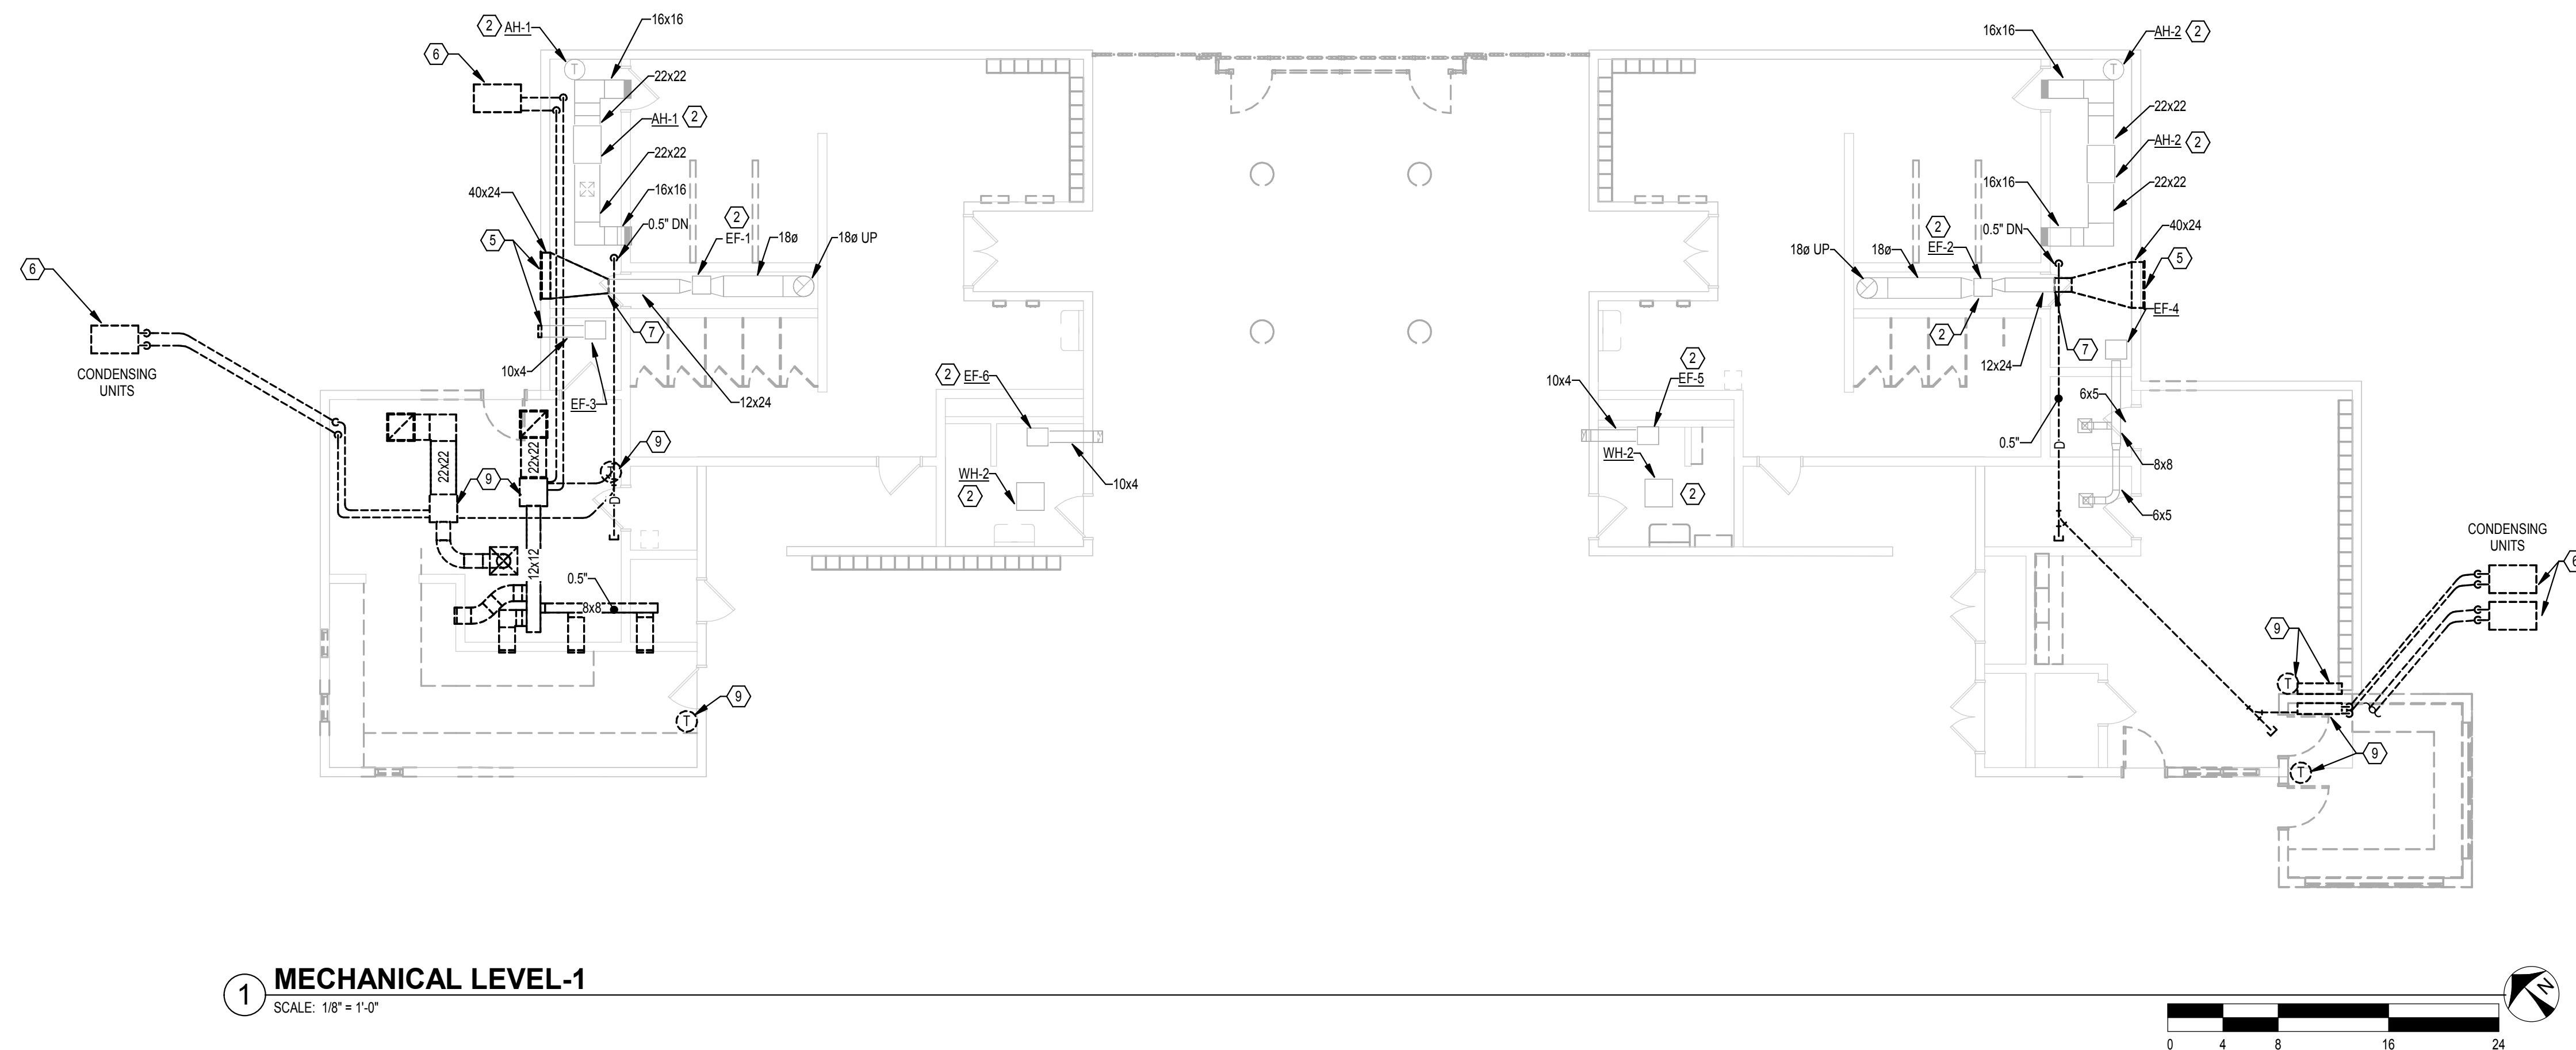 2 AH-1
16x16
6
22x22
AH-1 2
22x22
40x24
16x16
0.5" DN
2
EF-1
18ø
18ø UP
5
6
7
10x4
EF-3
12x24
CONDENSING
UNITS
22x22
22x22
9
9
T
T
D
12x12
0.5"
8x8
9
T
2 EF-6
WH-2
2
10x4
16x16
AH-2 2
T
22x22
AH-2 2
16x16
22x22
2
EF-2
0.5" DN
40x24
18ø UP
18ø
5
EF-4
2
7
12x24
10x4
2
EF-5
WH-2
2
6x5
0.5"
D
8x8
6x5
CONDENSING
UNITS
6
9
T
9
T
1
MECHANICAL LEVEL-1
SCALE: 1/8" = 1'-0"
N
0 4 8 16 24